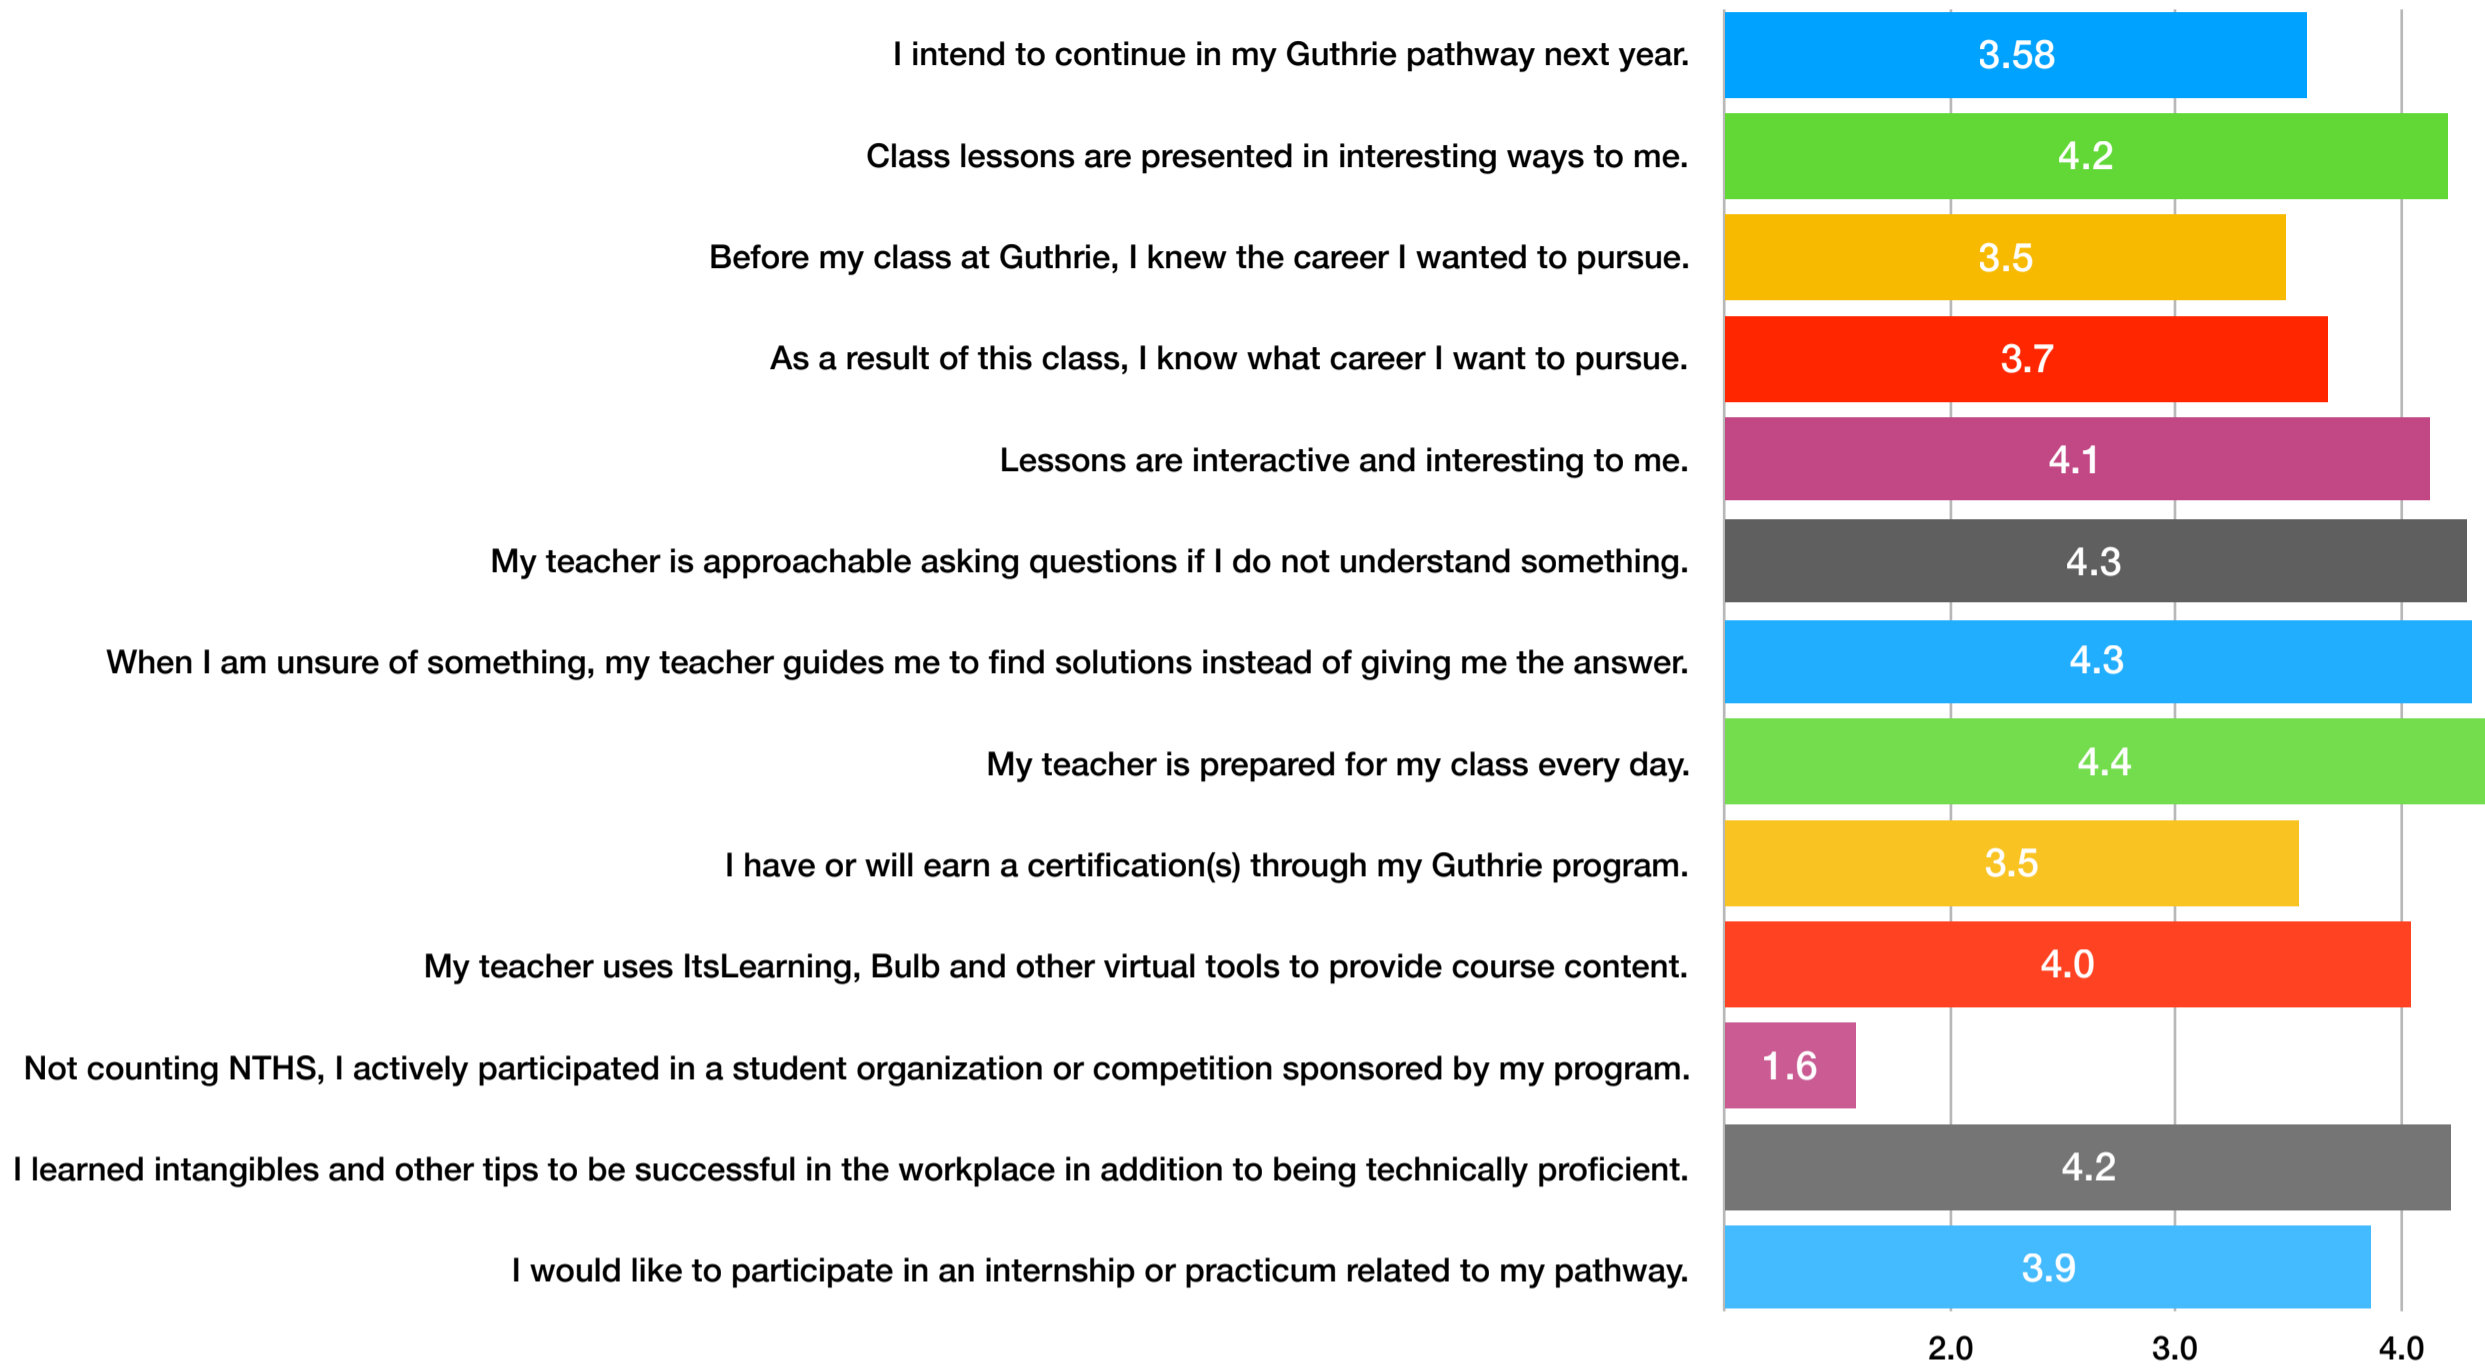 I intend to continue in my Guthrie pathway next year. 3.58
Class lessons are presented in interesting ways to me. 4.2
Before my class at Guthrie, I knew the career I wanted to pursue. 3.5
As a result of this class, I know what career I want to pursue. 3.7
Lessons are interactive and interesting to me. 4.1
My teacher is approachable asking questions if I do not understand something. 4.3
When I am unsure of something, my teacher guides me to find solutions instead of giving me the answer. 4.3
My teacher is prepared for my class every day. 4.4
I have or will earn a certification(s) through my Guthrie program. 3.5
My teacher uses ItsLearning, Bulb and other virtual tools to provide course content. 4.0
Not counting NTHS, I actively participated in a student organization or competition sponsored by my program. 1.6
I learned intangibles and other tips to be successful in the workplace in addition to being technically proficient. 4.2
I would like to participate in an internship or practicum related to my pathway. 3.9
2.0 3.0 4.0